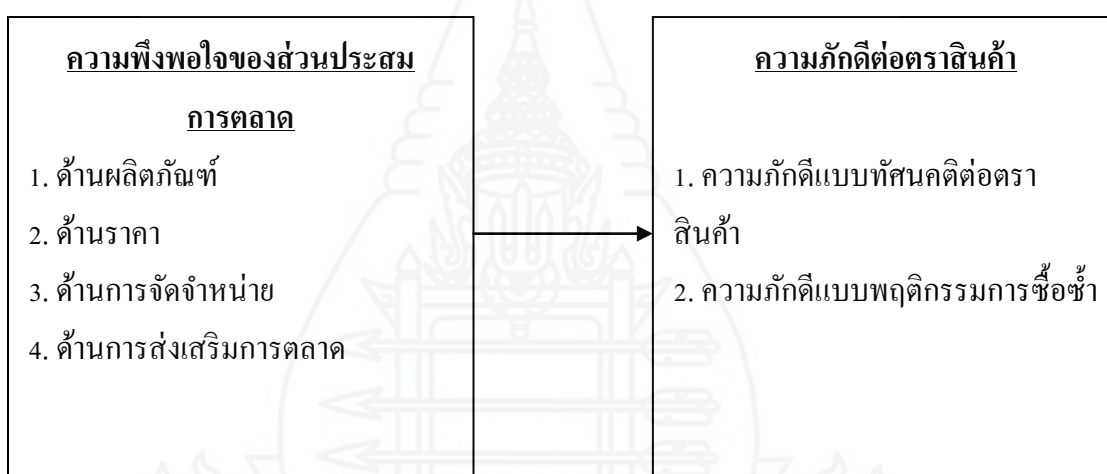 ความพึงพอใจของส่วนประสม
การตลาด
1. ด้านผลิตภัณฑ์
2. ด้านราคา
3. ด้านการจัดจำหน่าย
4. ด้านการส่งเสริมการตลาด
ความภักดีต่อตราสินค้า
1. ความภักดีแบบทัศนคติต่อตรา
สินค้า
2. ความภักดีแบบพฤติกรรมการซื้อซ้ำ